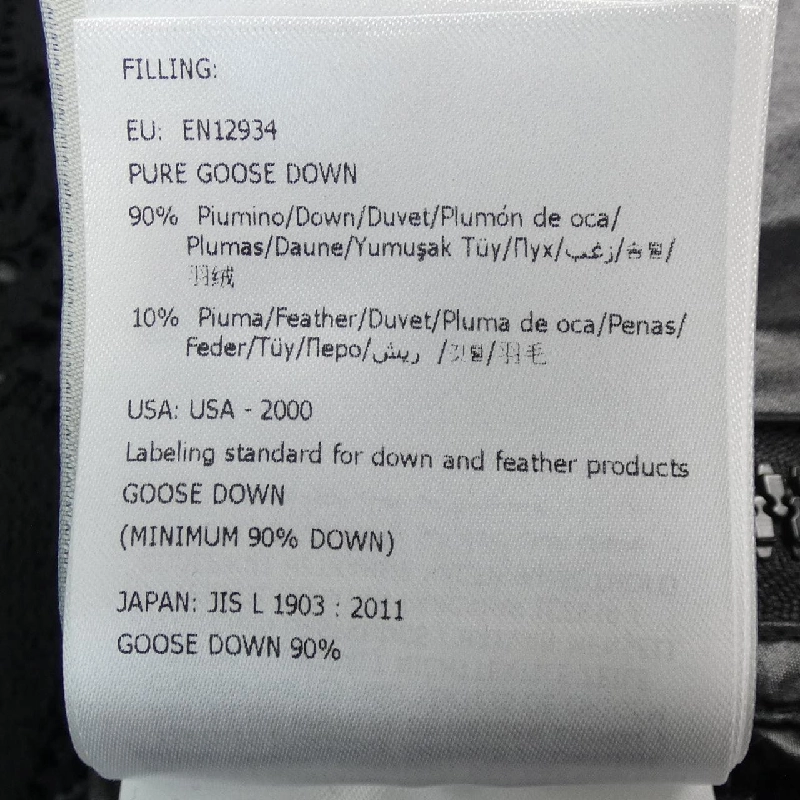 FILLING:
EU: EN12934
PURE GOOSE DOWN
90% Piumino/Down/Duvet/Plumón de oca/
Plumas/Daune/Yumuşak Tüy/Пух/زغب/솜털/
羽绒
10% Piuma/Feather/Duvet/Pluma de oca/Penas/
Feder/Tüy/Перо/ريش /깃털/羽毛
USA: USA - 2000
Labeling standard for down and feather products
GOOSE DOWN
(MINIMUM 90% DOWN)
JAPAN: JIS L 1903 : 2011
GOOSE DOWN 90%